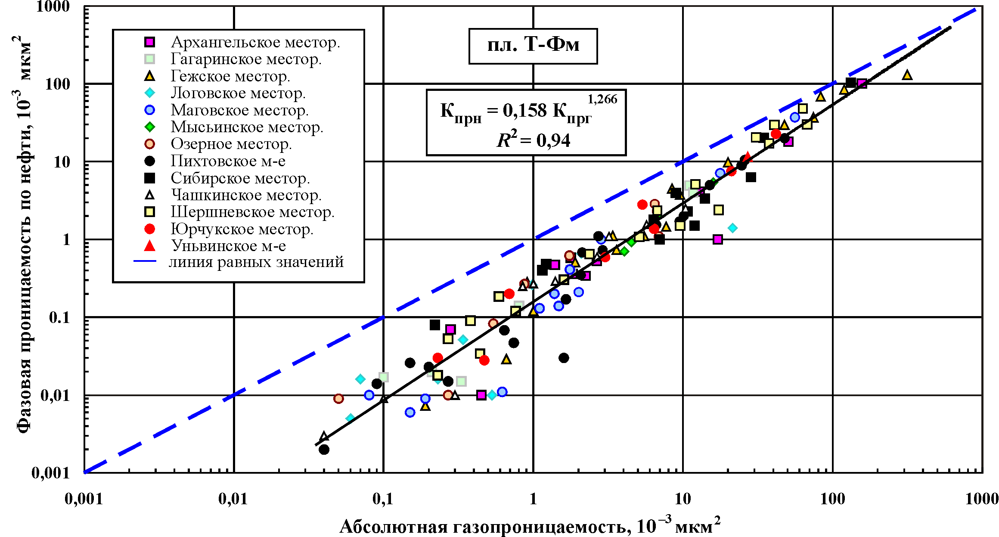 1000
100
10
1
0.1
0.01
0,001
Фазовая проницаемость по нефти, 10⁻³ мкм²
Архангельское местор.
Гагаринское местор.
Гежское местор.
Логовское местор.
Маговское местор.
Мысьинское местор.
Озерное местор.
Пихтовское м-е
Сибирское местор.
Чашкинское местор.
Шершневское местор.
Юрчукское местор.
Уньвинское м-е
линия равных значений
пл. Т-Фм
Кпрн = 0,158 Кпрг^1,266
R² = 0,94
0,001 0,01 0,1 1 10 100 1000
Абсолютная газопроницаемость, 10⁻³ мкм²